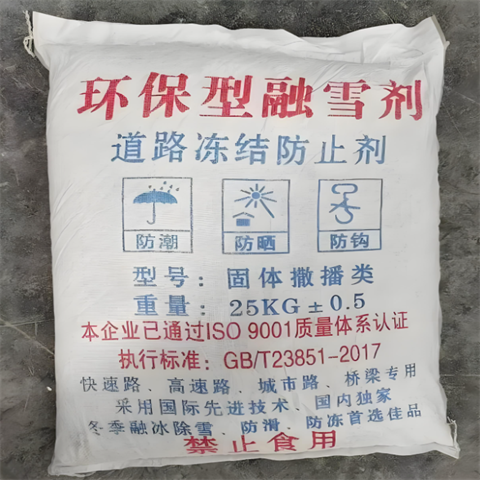 环保型融雪剂
道路冻结防止剂
防潮 防晒 防钩
型号：固体撒播类
重量：25KG±0.5
本企业已通过ISO 9001质量体系认证
执行标准：GB/T23851-2017
快速路、高速路、城市路、桥梁专用
采用国际先进技术、国内独家
冬季融冰除雪、防滑、防冻首选佳品
禁止食用